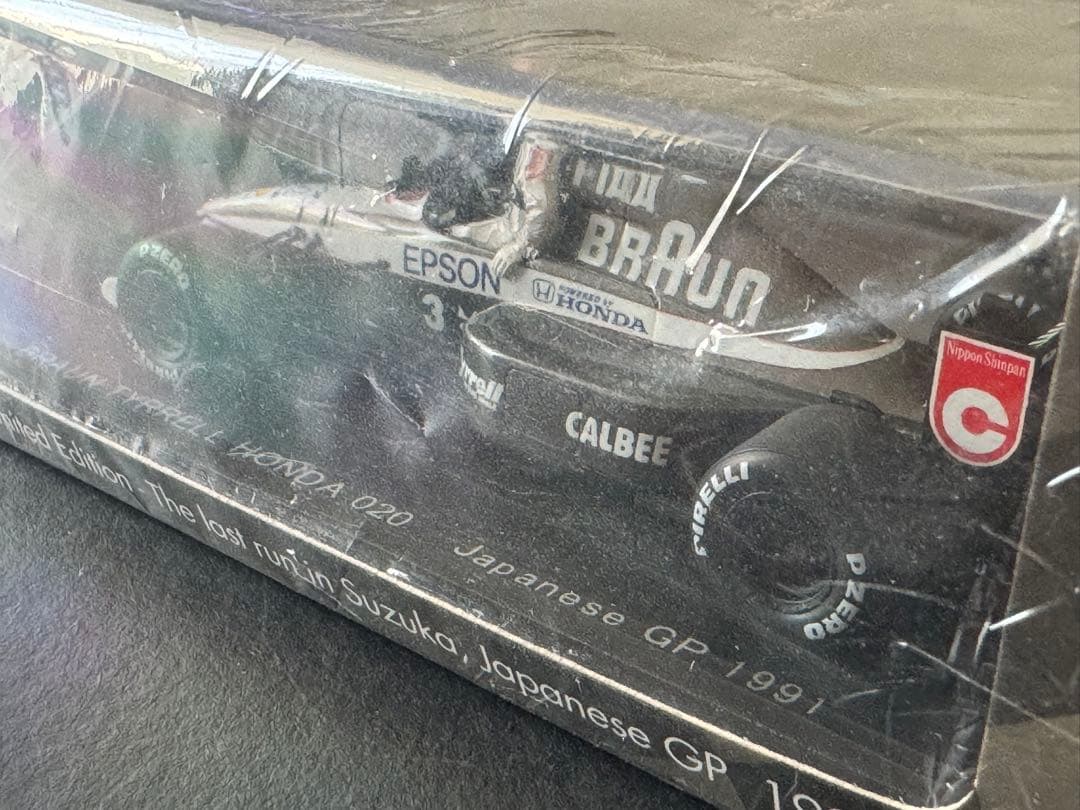 BRAUN
EPSON
POWERED BY
HONDA
3
Nippon Shinpan
C
CALBEE
PZERO
PIRELLI
PZERO
TYRRELL HONDA 020 Japanese GP 1991
Edition The last run in Suzuka, Japanese GP